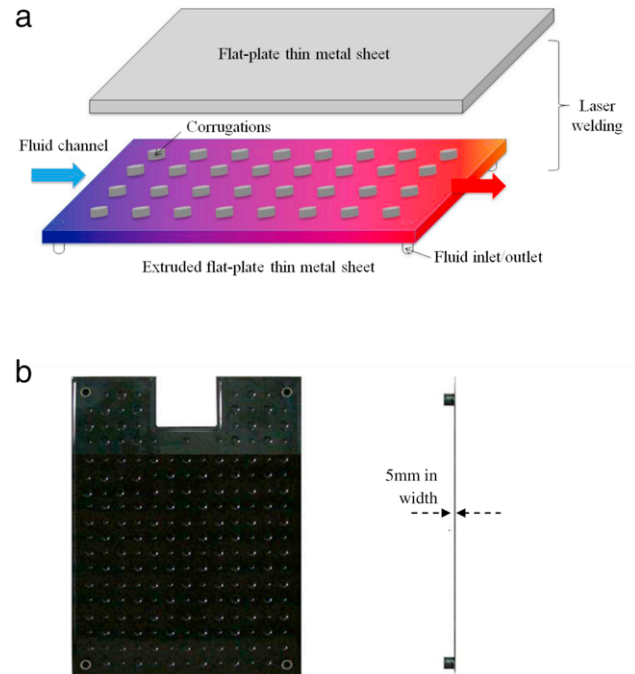 a
Flat-plate thin metal sheet
Corrugations
Fluid channel
Laser
welding
Fluid inlet/outlet
Extruded flat-plate thin metal sheet
b
5mm in
width